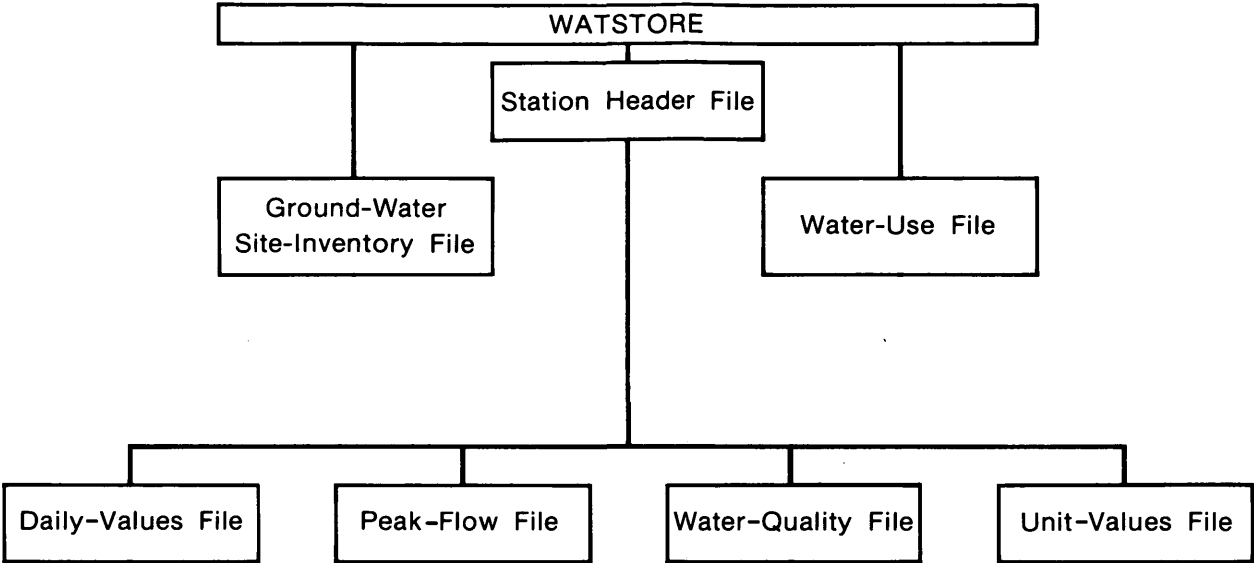 WATSTORE
Station Header File
Ground-Water
Site-Inventory File
Water-Use File
Daily-Values File
Peak-Flow File
Water-Quality File
Unit-Values File